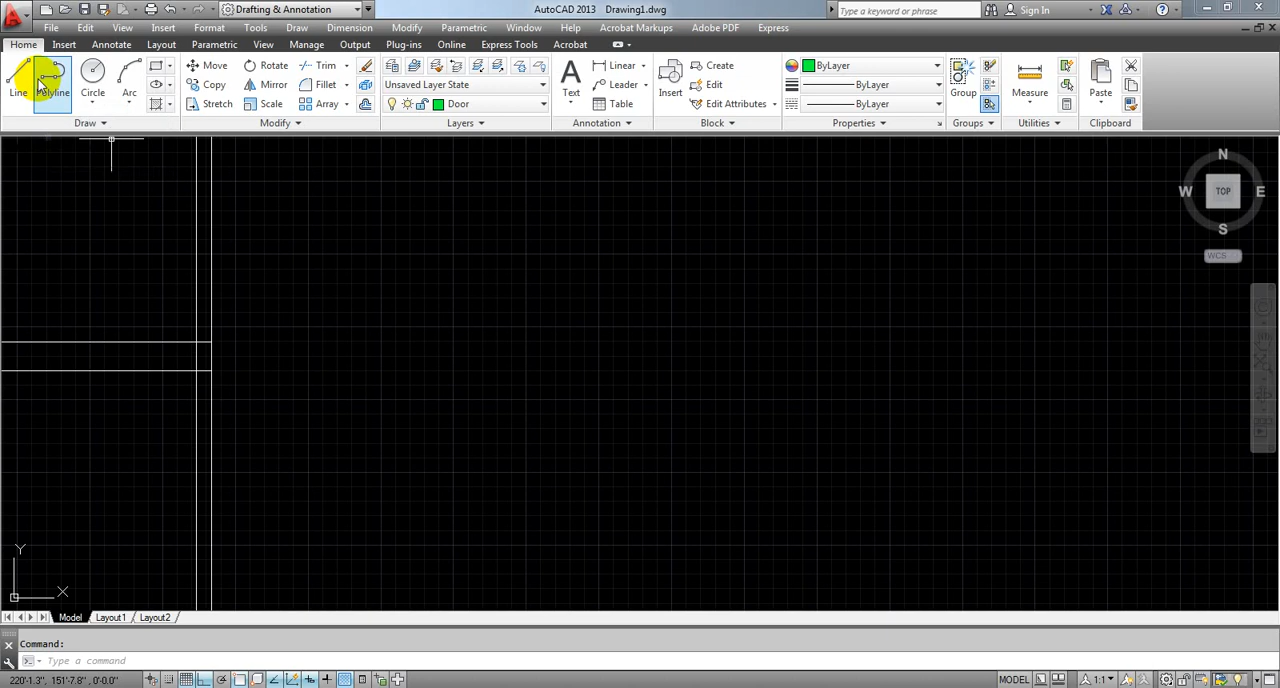 Drafting & Annotation AutoCAD 2013 Drawing1.dwg Type a keyword or phrase Sign In
File Edit View Insert Format Tools Draw Dimension Modify Parametric Window Help Acrobat Markups Adobe PDF Express
Home Insert Annotate Layout Parametric View Manage Output Plug-ins Online Express Tools Acrobat
Line Polyline Circle Arc
Move Rotate Trim
Copy Mirror Fillet
Stretch Scale Array
Unsaved Layer State
Door
Text
Linear
Leader
Table
Insert
Create
Edit
Edit Attributes
ByLayer
ByLayer
ByLayer
Group
Measure
Paste
Draw Modify Layers Annotation Block Properties Groups Utilities Clipboard
N
W TOP E
S
WCS
Y
X
Model Layout1 Layout2
Command:
Type a command
220'-1.3", 151'-7.8" , 0'-0.0" MODEL 1:1